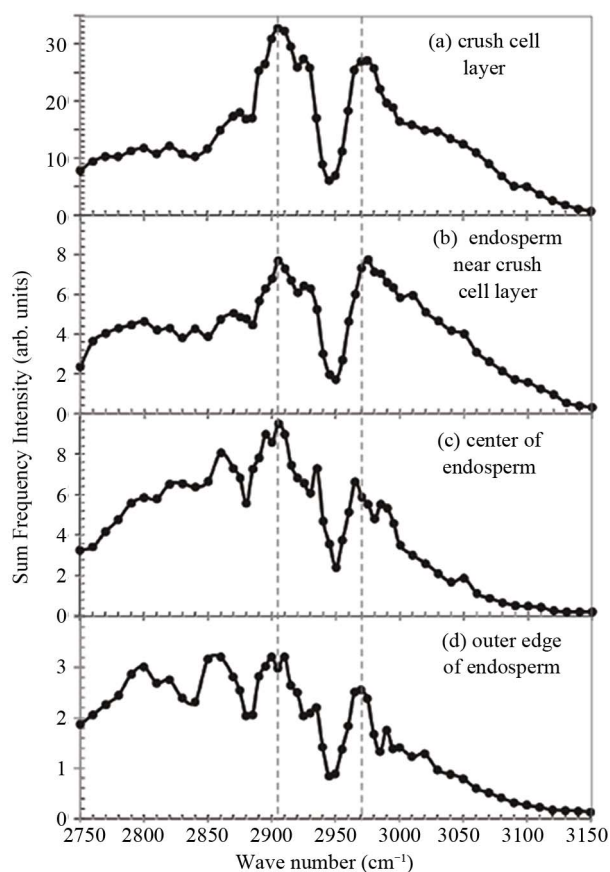 Sum Frequency Intensity (arb. units)
30
20
10
0
(a) crush cell
layer
8
6
4
2
0
(b) endosperm
near crush
cell layer
8
6
4
2
0
(c) center of
endosperm
3
2
1
0
(d) outer edge
of endosperm
2750 2800 2850 2900 2950 3000 3050 3100 3150
Wave number (cm⁻¹)